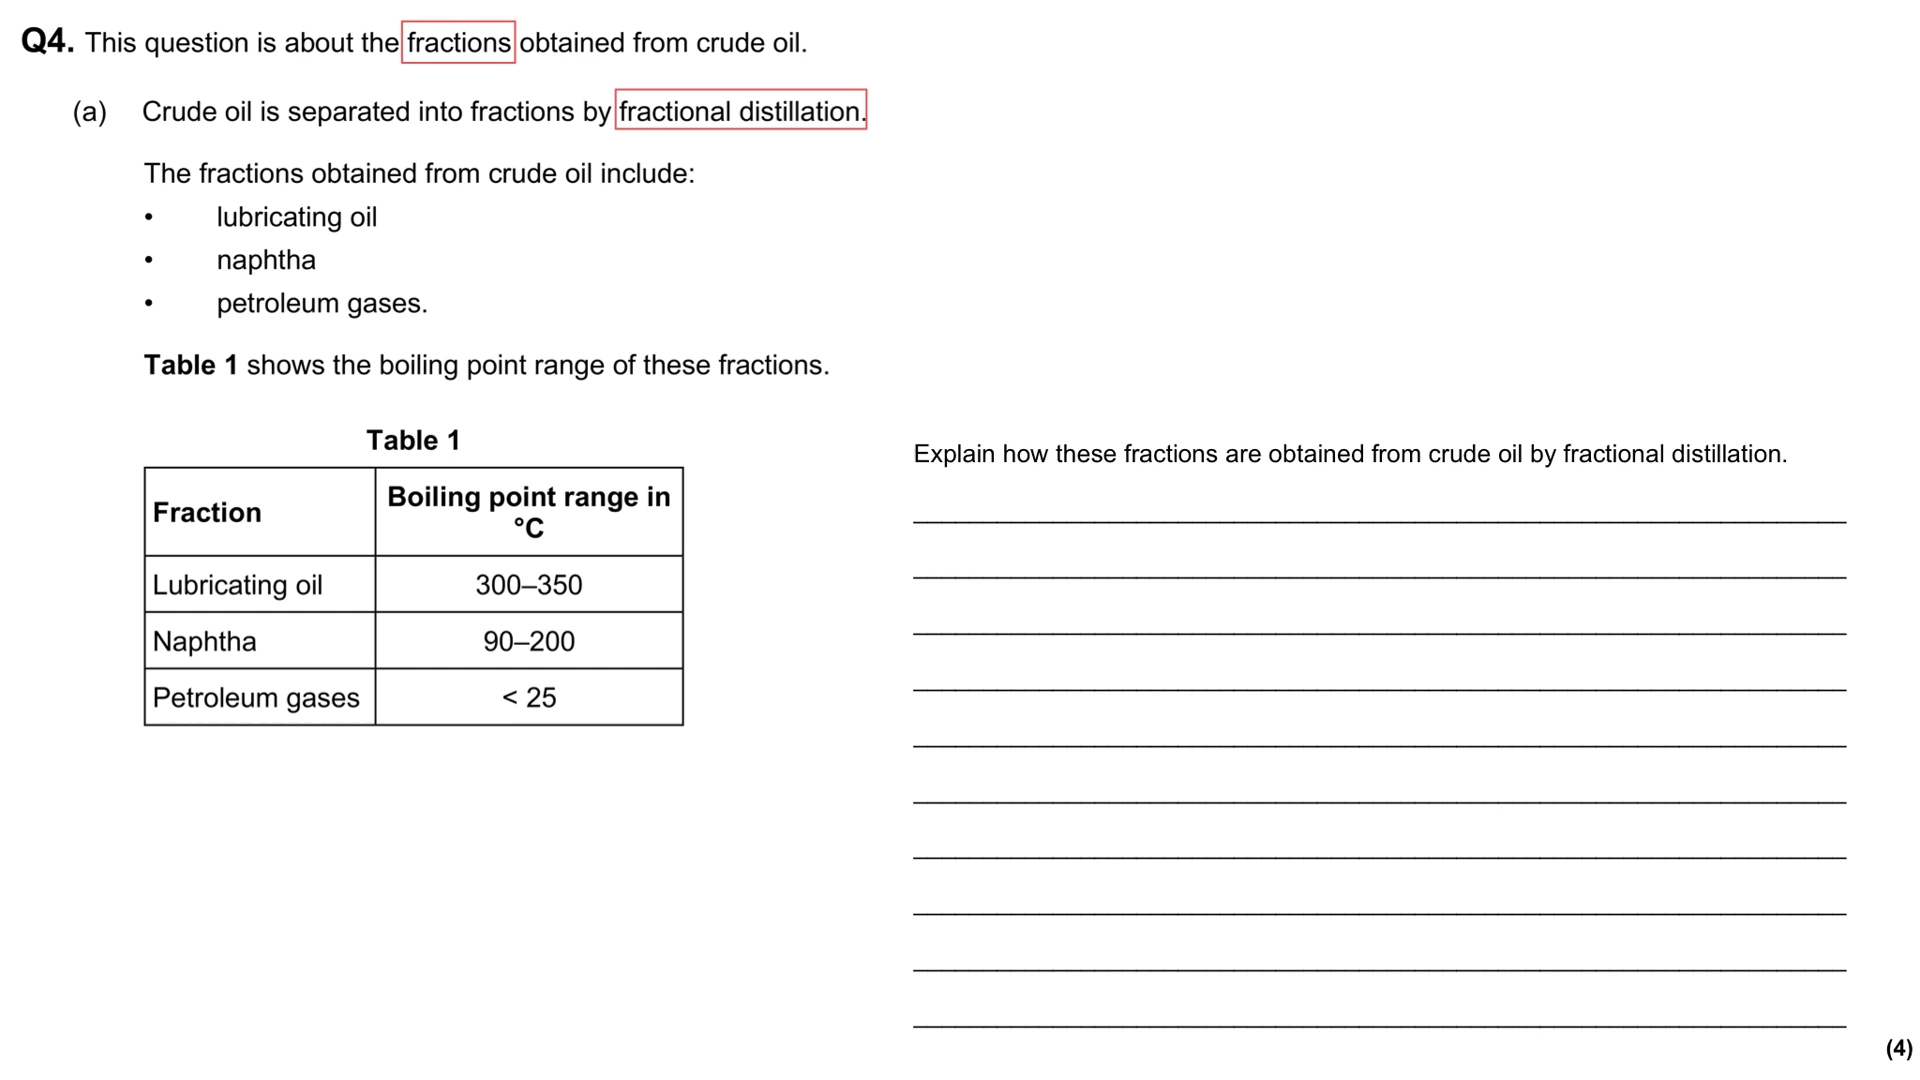 Q4. This question is about the fractions obtained from crude oil.
(a) Crude oil is separated into fractions by fractional distillation.
The fractions obtained from crude oil include:
• lubricating oil
• naphtha
• petroleum gases.
Table 1 shows the boiling point range of these fractions.
Table 1
Fraction Boiling point range in °C
Lubricating oil 300–350
Naphtha 90–200
Petroleum gases < 25
Explain how these fractions are obtained from crude oil by fractional distillation.
(4)